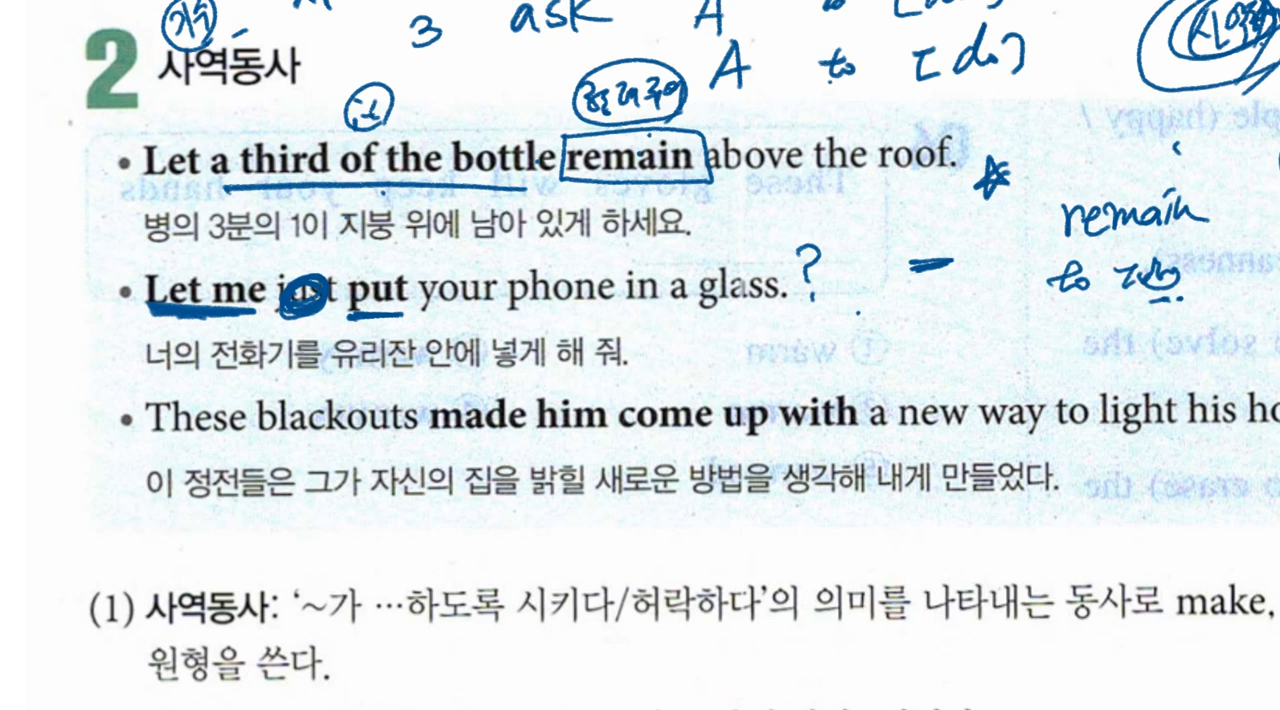 3 ask A
A to [do]
2 사역동사
• Let a third of the bottle remain above the roof.
remain
병의 3분의 1이 지붕 위에 남아 있게 하세요.
• Let me just put your phone in a glass. ?
to
너의 전화기를 유리잔 안에 넣게 해 줘.
• These blackouts made him come up with a new way to light his
이 정전들은 그가 자신의 집을 밝힐 새로운 방법을 생각해 내게 만들었다.
(1) 사역동사: ‘~가 …하도록 시키다/허락하다’의 의미를 나타내는 동사로 make,
원형을 쓴다.